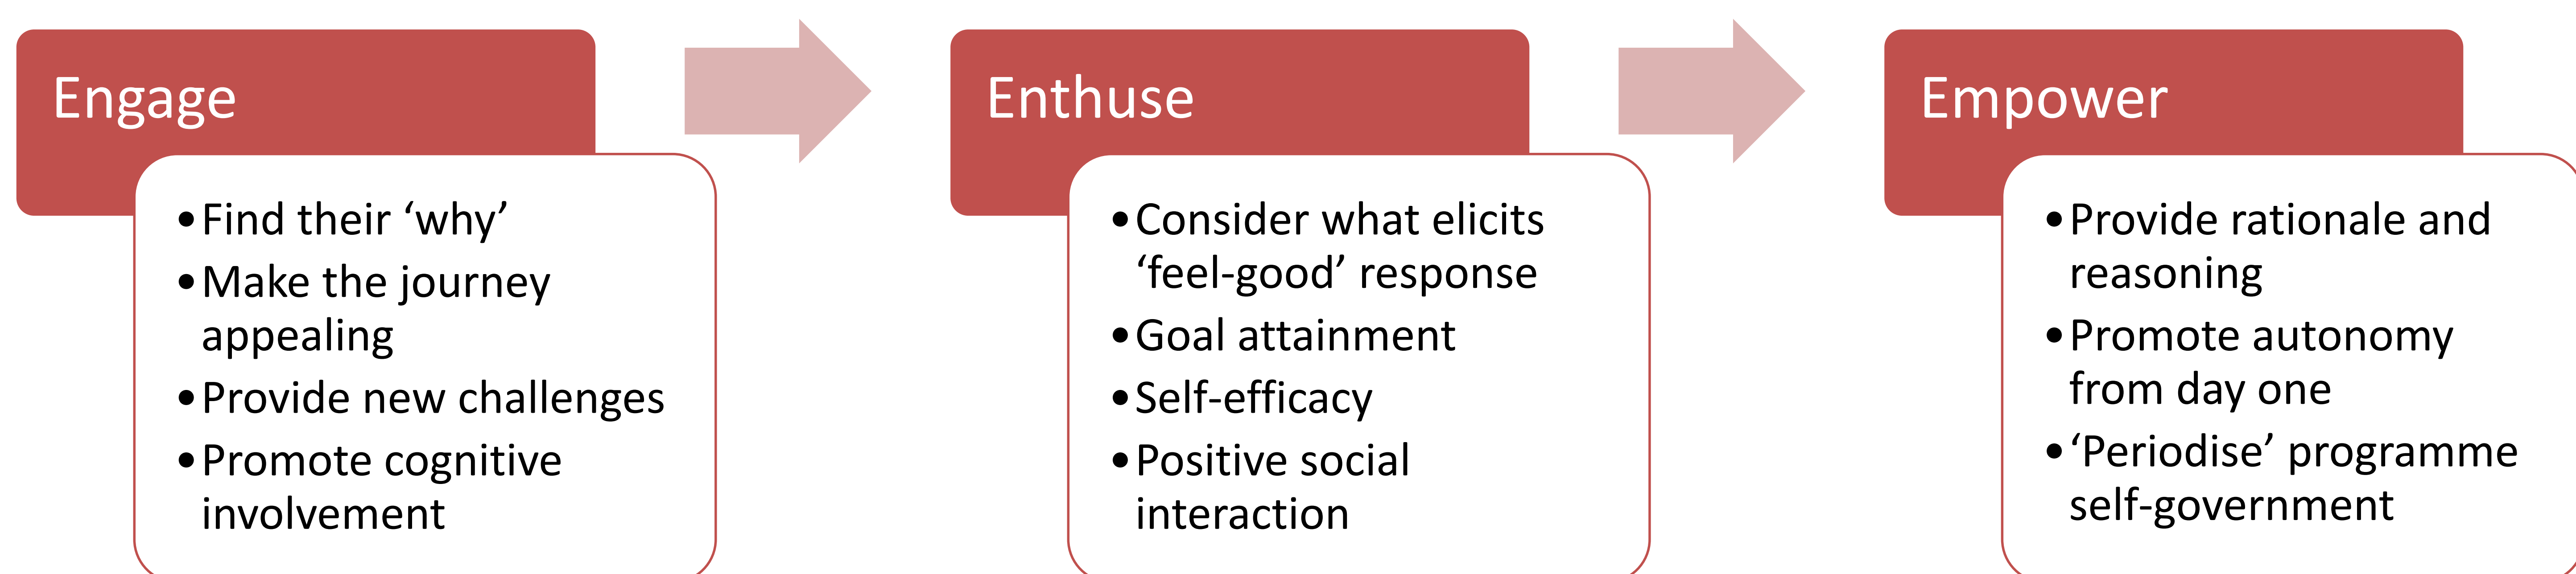 Engage
•Find their ‘why’
•Make the journey
appealing
•Provide new challenges
•Promote cognitive
involvement
Enthuse
•Consider what elicits
‘feel-good’ response
•Goal attainment
•Self-efficacy
•Positive social
interaction
Empower
•Provide rationale and
reasoning
•Promote autonomy
from day one
•‘Periodise’ programme
self-government